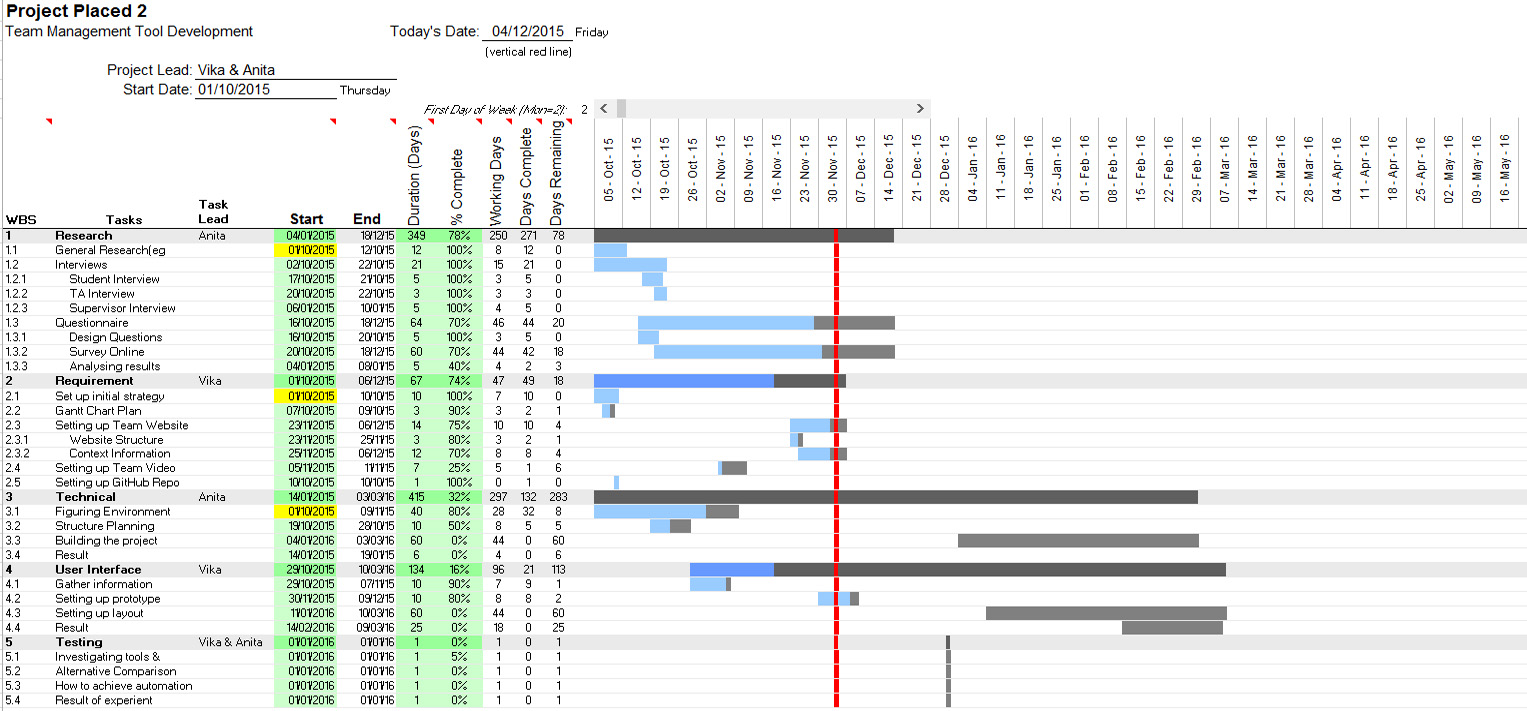 Project Placed 2
Team Management Tool Development Today's Date: 04/12/2015 Friday
(vertical red line)
Project Lead: Vika & Anita
Start Date: 01/10/2015 Thursday
First Day of Week (Mon=2): 2
WBS Tasks Task Lead Start End Duration (Days) % Complete Working Days Days Complete Days Remaining 05 - Oct - 15 12 - Oct - 15 19 - Oct - 15 26 - Oct - 15 02 - Nov - 15 09 - Nov - 15 16 - Nov - 15 23 - Nov - 15 30 - Nov - 15 07 - Dec - 15 14 - Dec - 15 21 - Dec - 15 28 - Dec - 15 04 - Jan - 16 11 - Jan - 16 18 - Jan - 16 25 - Jan - 16 01 - Feb - 16 08 - Feb - 16 15 - Feb - 16 22 - Feb - 16 29 - Feb - 16 07 - Mar - 16 14 - Mar - 16 21 - Mar - 16 28 - Mar - 16 04 - Apr - 16 11 - Apr - 16 18 - Apr - 16 25 - Apr - 16 02 - May - 16 09 - May - 16 16 - May - 16
1 Research Anita 04/01/2015 18/12/15 349 78% 250 271 78
1.1 General Research(eg 01/10/2015 12/10/15 12 100% 8 12 0
1.2 Interviews 02/10/2015 22/10/15 21 100% 15 21 0
1.2.1 Student Interview 17/10/2015 21/10/15 5 100% 3 5 0
1.2.2 TA Interview 20/10/2015 22/10/15 3 100% 3 3 0
1.2.3 Supervisor Interview 06/01/2015 10/01/15 5 100% 4 5 0
1.3 Questionnaire 16/10/2015 18/12/15 64 70% 46 44 20
1.3.1 Design Questions 16/10/2015 20/10/15 5 100% 3 5 0
1.3.2 Survey Online 20/10/2015 18/12/15 60 70% 44 42 18
1.3.3 Analysing results 04/01/2015 08/01/15 5 40% 4 2 3
2 Requirement Vika 01/10/2015 06/12/15 67 74% 47 49 18
2.1 Set up initial strategy 01/10/2015 10/10/15 10 100% 7 10 0
2.2 Gantt Chart Plan 07/10/2015 09/10/15 3 90% 3 2 1
2.3 Setting up Team Website 23/11/2015 06/12/15 14 75% 10 10 4
2.3.1 Website Structure 23/11/2015 25/11/15 3 80% 3 2 1
2.3.2 Context Information 25/11/2015 06/12/15 12 70% 8 8 4
2.4 Setting up Team Video 05/11/2015 11/11/15 7 25% 5 1 6
2.5 Setting up GitHub Repo 10/10/2015 10/10/15 1 100% 0 1 0
3 Technical Anita 14/01/2015 03/03/16 415 32% 297 132 283
3.1 Figuring Environment 01/10/2015 09/11/15 40 80% 28 32 8
3.2 Structure Planning 19/10/2015 28/10/15 10 50% 8 5 5
3.3 Building the project 04/01/2016 03/03/16 60 0% 44 0 60
3.4 Result 14/01/2015 19/01/15 6 0% 4 0 6
4 User Interface Vika 29/10/2015 10/03/16 134 16% 96 21 113
4.1 Gather information 29/10/2015 07/11/15 10 90% 7 9 1
4.2 Setting up prototype 30/11/2015 09/12/15 10 80% 8 8 2
4.3 Setting up layout 11/01/2016 10/03/16 60 0% 44 0 60
4.4 Result 14/02/2016 09/03/16 25 0% 18 0 25
5 Testing Vika & Anita 01/01/2016 01/01/16 1 0% 1 0 1
5.1 Investigating tools & 01/01/2016 01/01/16 1 5% 1 0 1
5.2 Alternative Comparison 01/01/2016 01/01/16 1 0% 1 0 1
5.3 How to achieve automation 01/01/2016 01/01/16 1 0% 1 0 1
5.4 Result of experient 01/01/2016 01/01/16 1 0% 1 0 1